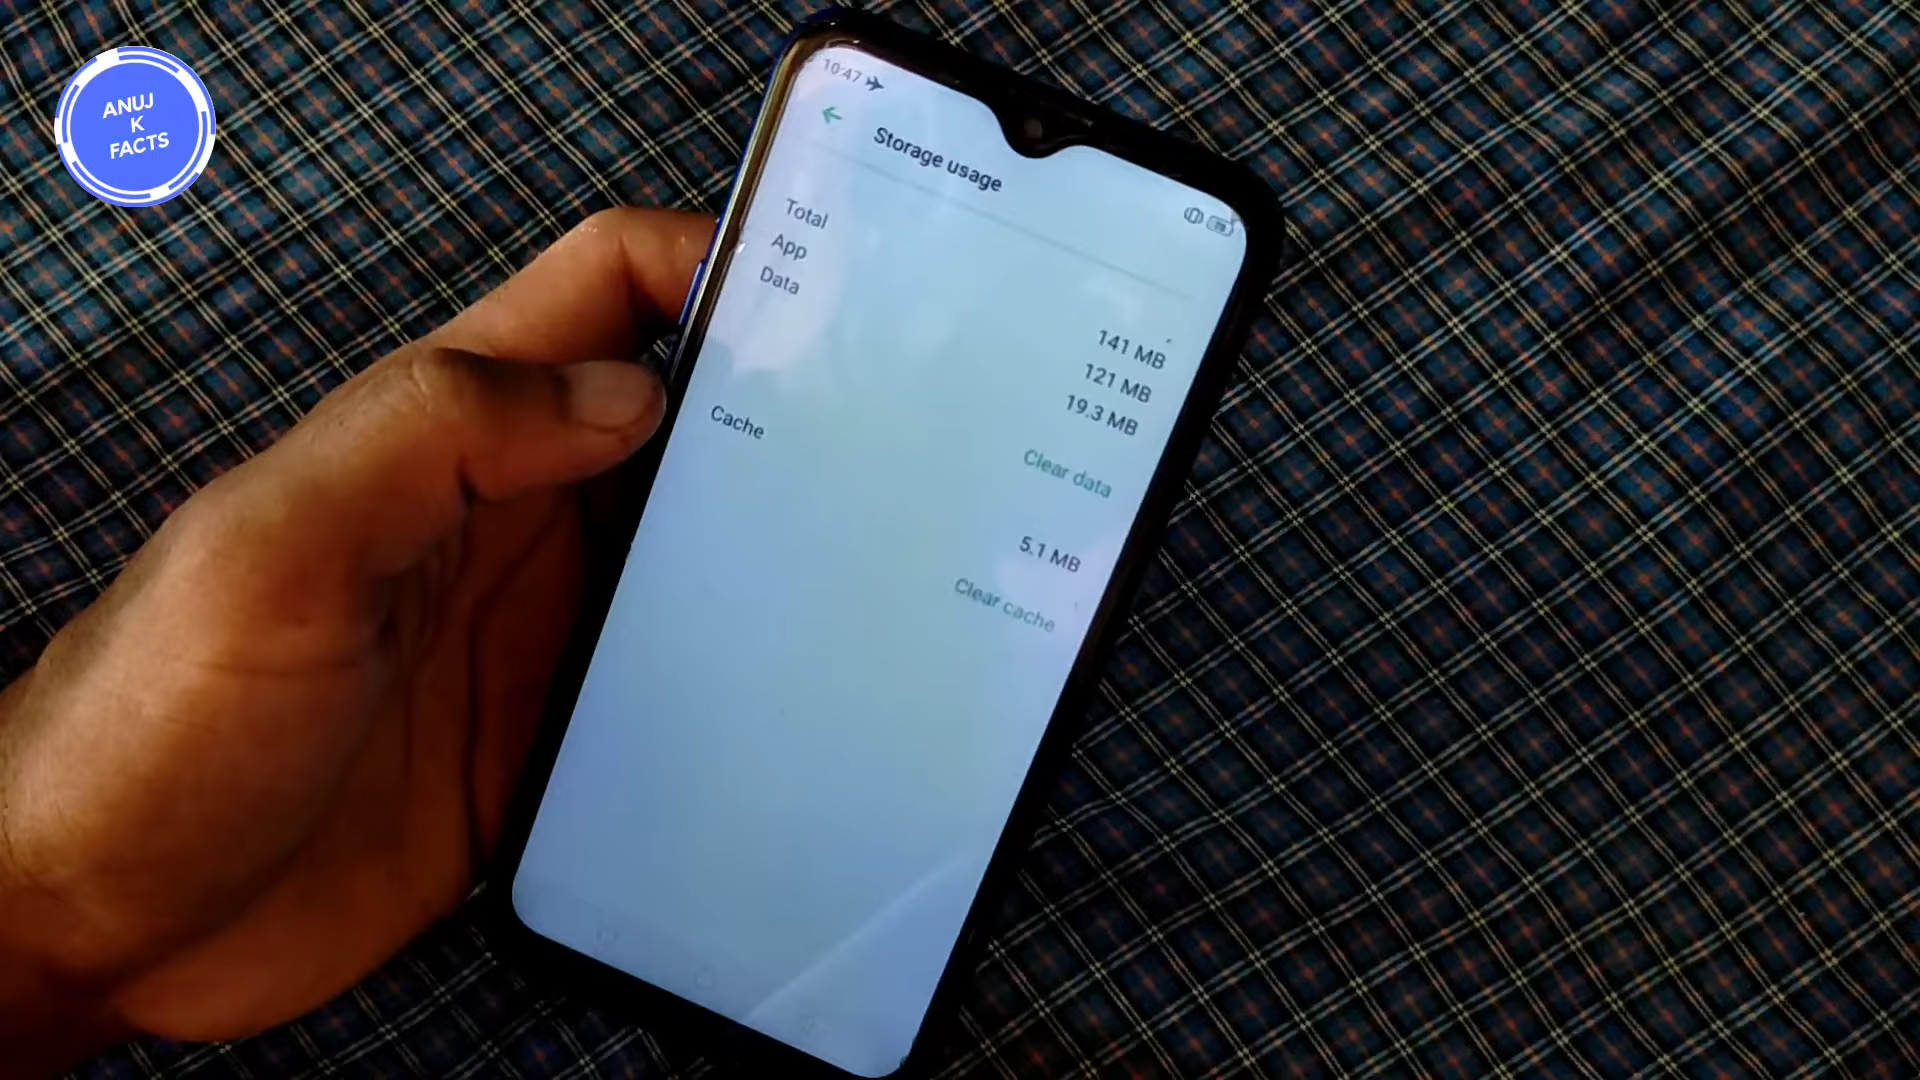 ANUJ
K
FACTS
10:47
Storage usage
Total
141 MB
App
121 MB
Data
19.3 MB
Clear data
Cache
5.1 MB
Clear cache